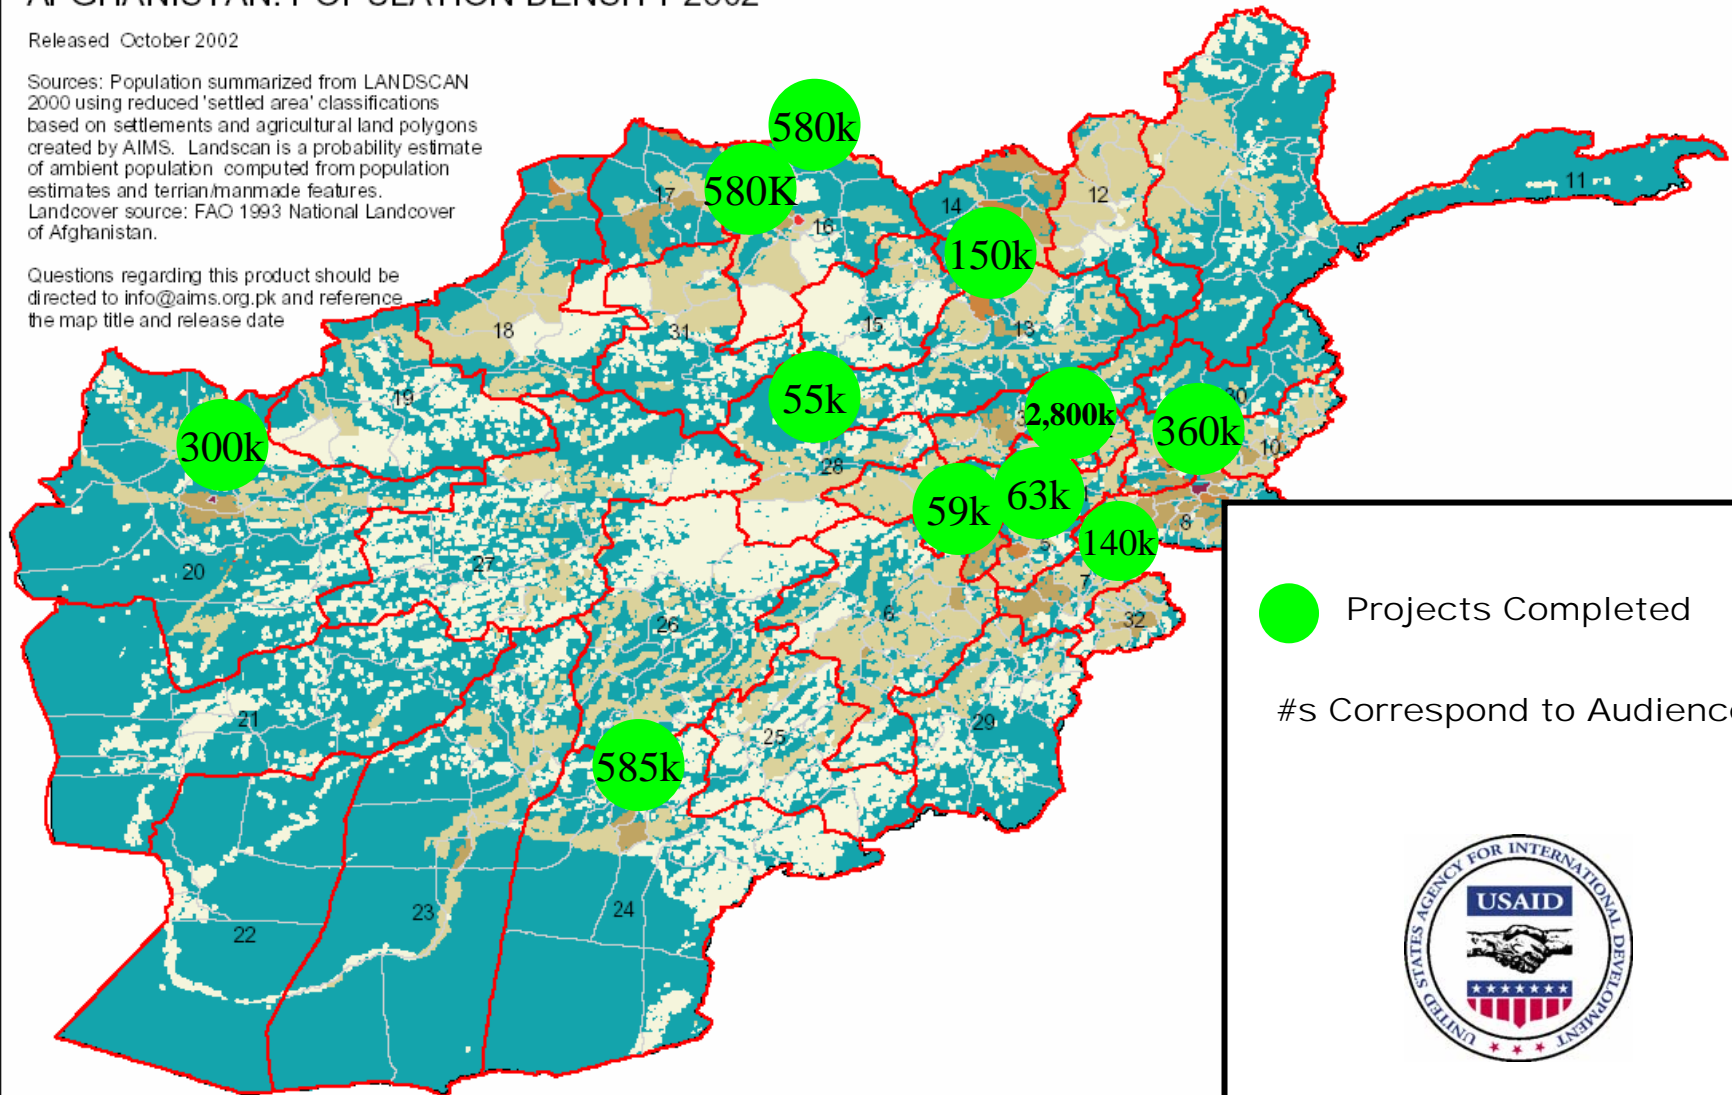 AFGHANISTAN: POPULATION DENSITY 2002
Released October 2002
Sources: Population summarized from LANDSCAN
2000 using reduced 'settled area' classifications
based on settlements and agricultural land polygons
created by AIMS. Landscan is a probability estimate
of ambient population computed from population
estimates and terrian/manmade features.
Landcover source: FAO 1993 National Landcover
of Afghanistan.
Questions regarding this product should be
directed to info@aims.org.pk and reference
the map title and release date
580k
580K
17
16
14
12
11
150k
18
31
15
13
19
55k
2,800k
360k
30
10
300k
28
59k
63k
140k
8
5
7
20
27
26
6
32
21
25
29
585k
22
23
24
Projects Completed
#s Correspond to Audience
UNITED STATES AGENCY FOR INTERNATIONAL DEVELOPMENT
USAID